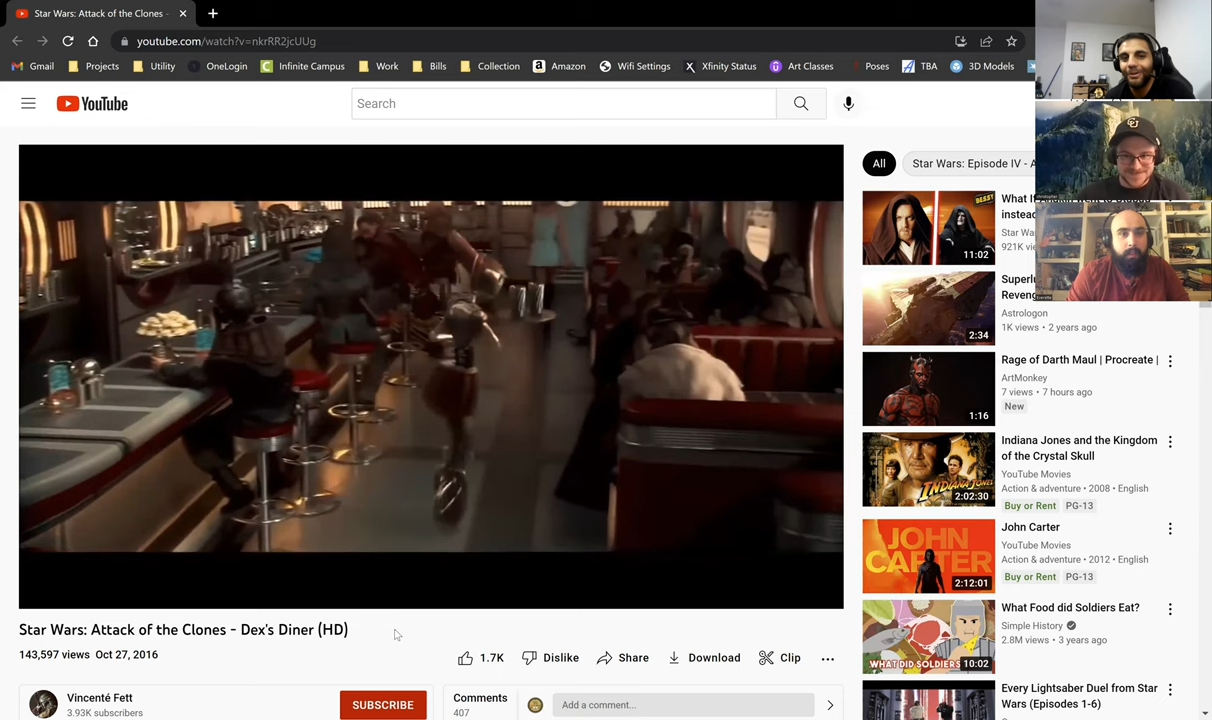 Star Wars: Attack of the Clones -
youtube.com/watch?v=nkrRR2jcUUg
Gmail Projects Utility OneLogin Infinite Campus Work Bills Collection Amazon Wifi Settings Xfinity Status Art Classes Poses TBA 3D Models
YouTube
Search
All
Star Wars: Episode IV - A
11:02
What If
instead
Star Wa
921K vie
2:34
Superlu
Reveng
Astrologon
1K views • 2 years ago
1:16
Rage of Darth Maul | Procreate |
ArtMonkey
7 views • 7 hours ago
New
INDIANA JONES
2:02:30
Indiana Jones and the Kingdom
of the Crystal Skull
YouTube Movies
Action & adventure • 2008 • English
Buy or Rent PG-13
JOHN
CARTER
2:12:01
John Carter
YouTube Movies
Action & adventure • 2012 • English
Buy or Rent PG-13
WHAT DID SOLDIERS
10:02
What Food did Soldiers Eat?
Simple History
2.8M views • 3 years ago
Every Lightsaber Duel from Star
Wars (Episodes 1-6)
Star Wars: Attack of the Clones - Dex's Diner (HD)
143,597 views Oct 27, 2016
1.7K Dislike Share Download Clip
Vincenté Fett
3.93K subscribers
SUBSCRIBE
Comments
407
Add a comment...